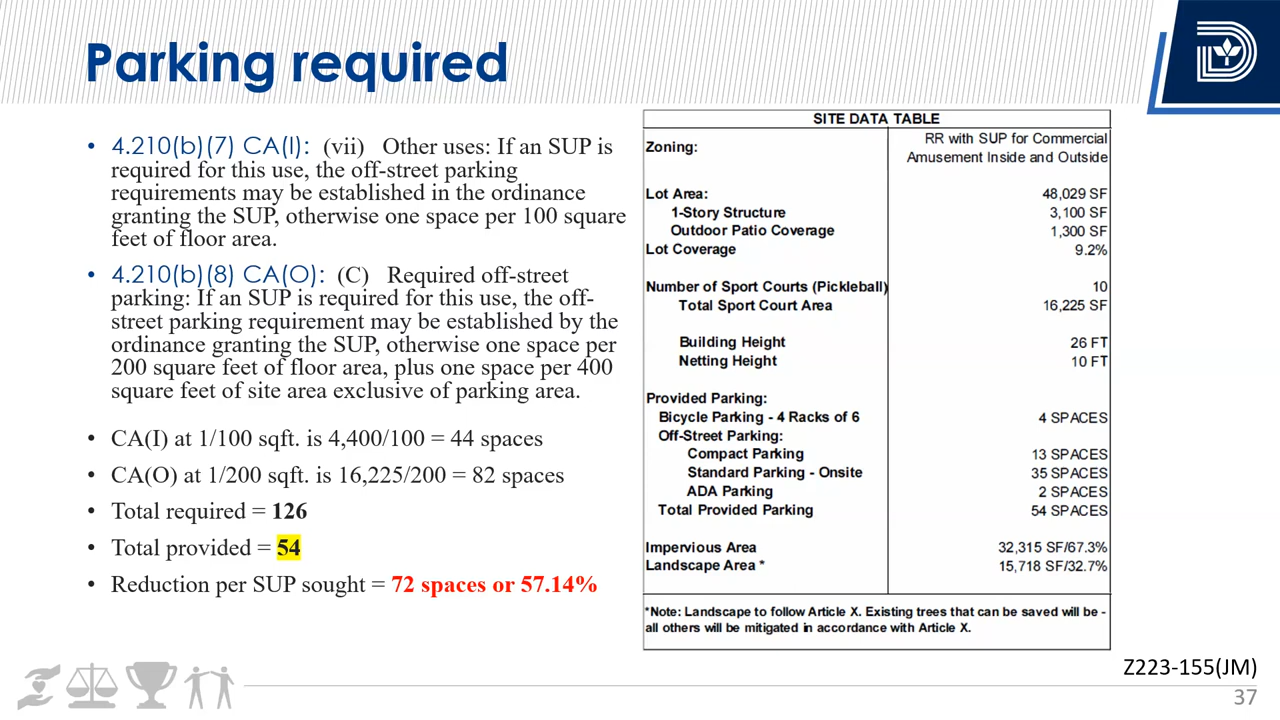 Parking required
• 4.210(b)(7) CA(I): (vii) Other uses: If an SUP is
required for this use, the off-street parking
requirements may be established in the ordinance
granting the SUP, otherwise one space per 100 square
feet of floor area.
• 4.210(b)(8) CA(O): (C) Required off-street
parking: If an SUP is required for this use, the off-
street parking requirement may be established by the
ordinance granting the SUP, otherwise one space per
200 square feet of floor area, plus one space per 400
square feet of site area exclusive of parking area.
• CA(I) at 1/100 sqft. is 4,400/100 = 44 spaces
• CA(O) at 1/200 sqft. is 16,225/200 = 82 spaces
• Total required = 126
• Total provided = 54
• Reduction per SUP sought = 72 spaces or 57.14%
SITE DATA TABLE
Zoning: RR with SUP for Commercial
Amusement Inside and Outside
Lot Area: 48,029 SF
1-Story Structure 3,100 SF
Outdoor Patio Coverage 1,300 SF
Lot Coverage 9.2%
Number of Sport Courts (Pickleball) 10
Total Sport Court Area 16,225 SF
Building Height 26 FT
Netting Height 10 FT
Provided Parking:
Bicycle Parking - 4 Racks of 6 4 SPACES
Off-Street Parking:
Compact Parking 13 SPACES
Standard Parking - Onsite 35 SPACES
ADA Parking 2 SPACES
Total Provided Parking 54 SPACES
Impervious Area 32,315 SF/67.3%
Landscape Area * 15,718 SF/32.7%
*Note: Landscape to follow Article X. Existing trees that can be saved will be -
all others will be mitigated in accordance with Article X.
Z223-155(JM)
37